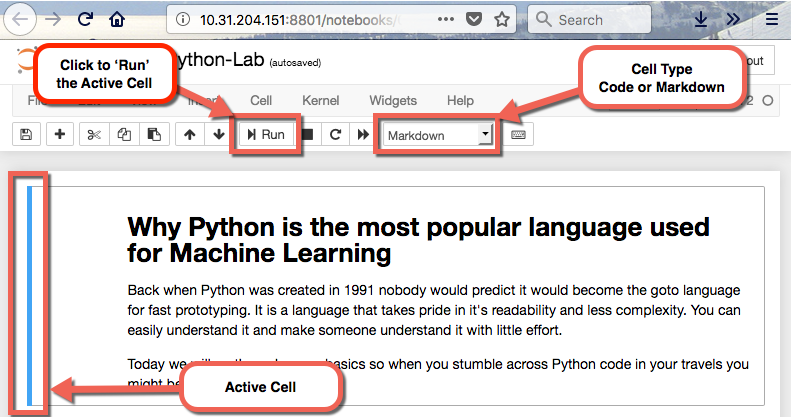 10.31.204.151:8801/notebooks/
Search
Click to ‘Run’
the Active Cell
ython-Lab (autosaved)
out
Cell Type
Code or Markdown
File
Cell
Kernel
Widgets
Help
2
Run
Markdown
Why Python is the most popular language used
for Machine Learning
Back when Python was created in 1991 nobody would predict it would become the goto language
for fast prototyping. It is a language that takes pride in it's readability and less complexity. You can
easily understand it and make someone understand it with little effort.
Today we basics so when you stumble across Python code in your travels you
might be
Active Cell